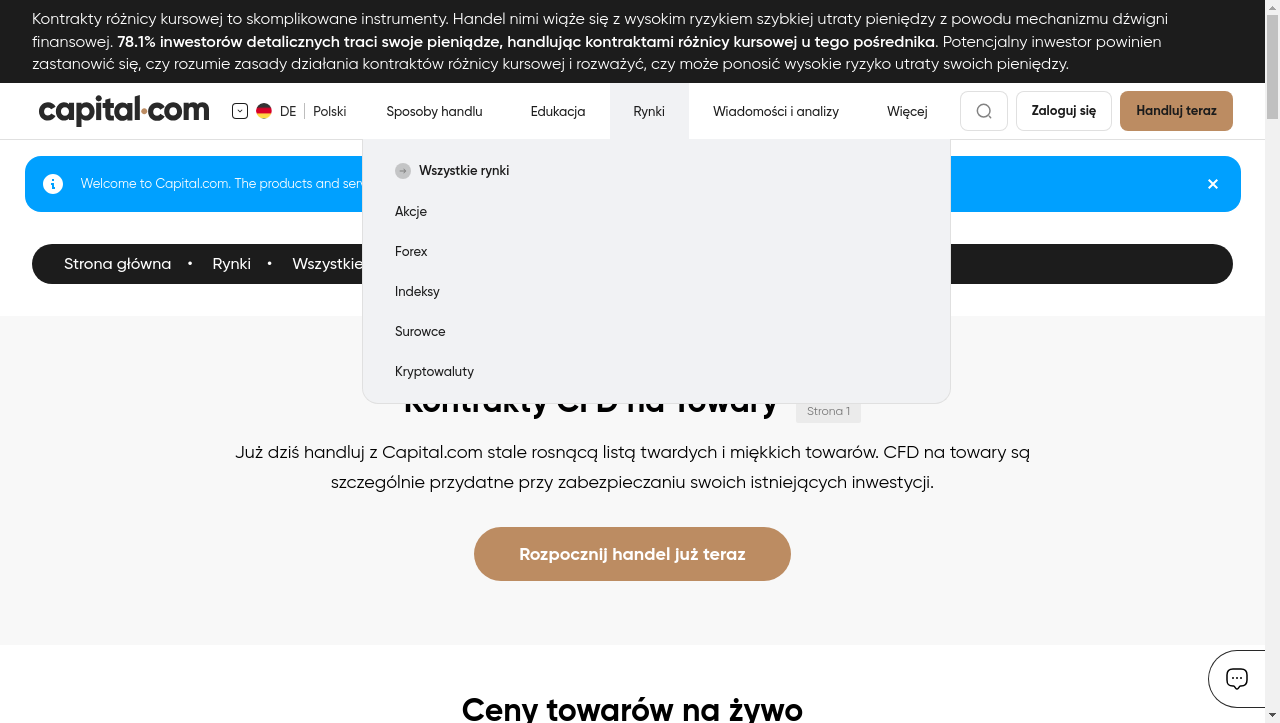 Kontrakty różnicy kursowej to skomplikowane instrumenty. Handel nimi wiąże się z wysokim ryzykiem szybkiej utraty pieniędzy z powodu mechanizmu dźwigni
finansowej. 78.1% inwestorów detalicznych traci swoje pieniądze, handlując kontraktami różnicy kursowej u tego pośrednika. Potencjalny inwestor powinien
zastanowić się, czy rozumie zasady działania kontraktów różnicy kursowej i rozważyć, czy może ponosić wysokie ryzyko utraty swoich pieniędzy.
capital.com DE Polski Sposoby handlu Edukacja Rynki Wiadomości i analizy Więcej Zaloguj się Handluj teraz
Wszystkie rynki
Welcome to Capital.com. The products and
Akcje
Forex
Strona główna • Rynki • Wszystkie
Indeksy
Surowce
Kryptowaluty
Kontrakty CFD na Towary Strona 1
Już dziś handluj z Capital.com stale rosnącą listą twardych i miękkich towarów. CFD na towary są
szczególnie przydatne przy zabezpieczaniu swoich istniejących inwestycji.
Rozpocznij handel już teraz
Ceny towarów na żywo